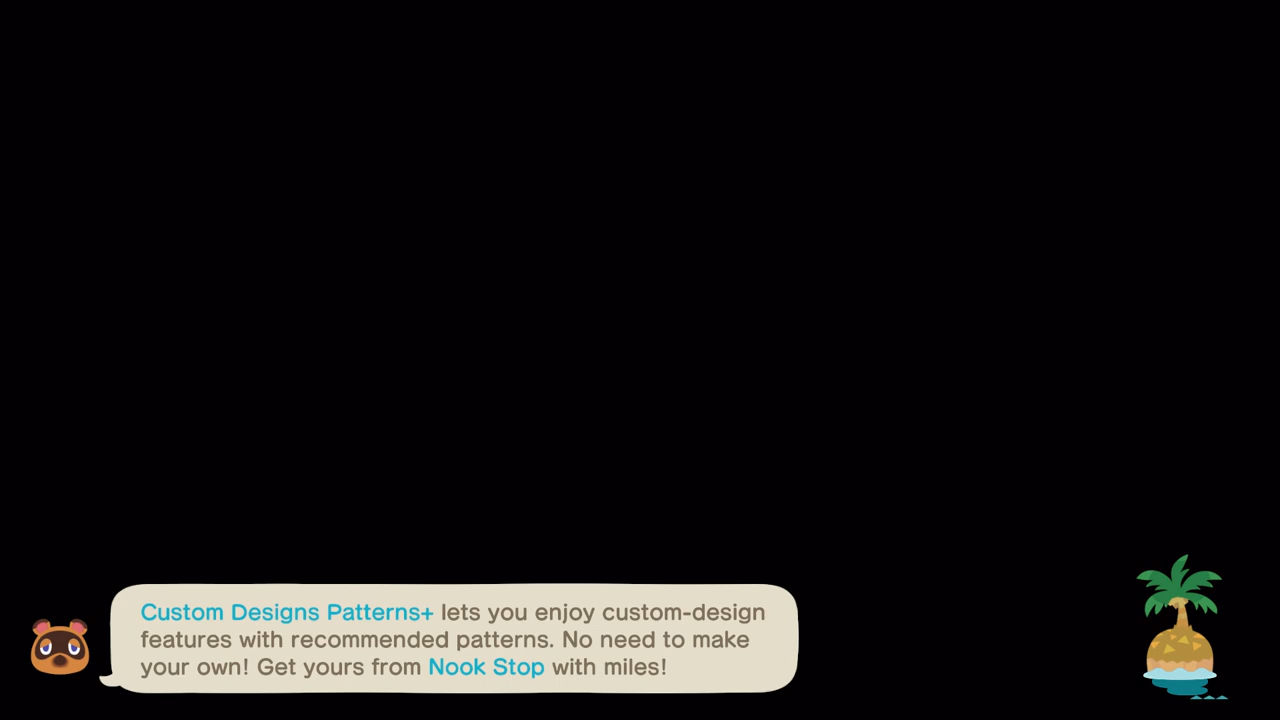 Custom Designs Patterns+ lets you enjoy custom-design
features with recommended patterns. No need to make
your own! Get yours from Nook Stop with miles!